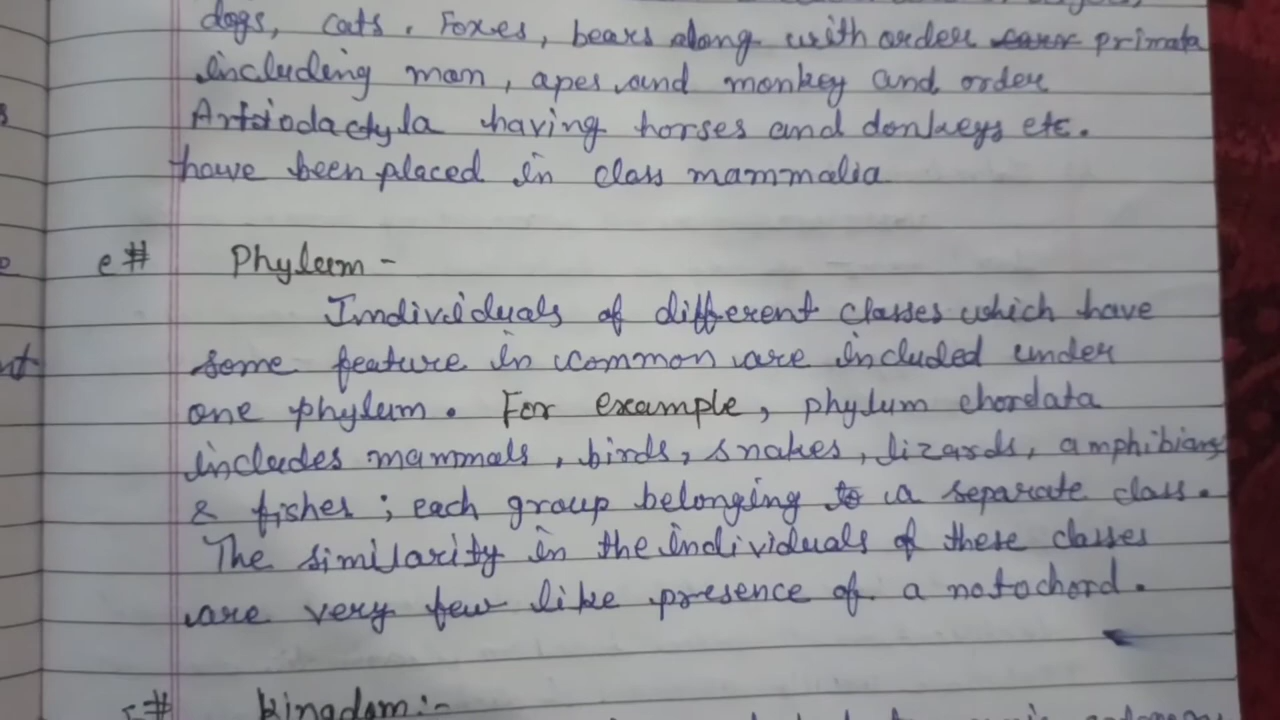 dogs, cats, Foxes, bears along with order primata
including man, apes and monkey and order
Artiodactyla having horses and donkeys etc.
have been placed in class mammalia
e# Phylum -
Individuals of different classes which have
some feature in common are included under
one phylum. For example, phylum chordata
includes mammals, birds, snakes, lizards, amphibians
& fishes ; each group belonging to a separate class.
The similarity in the individuals of these classes
are very few like presence of a notochord.
# Kingdom :-